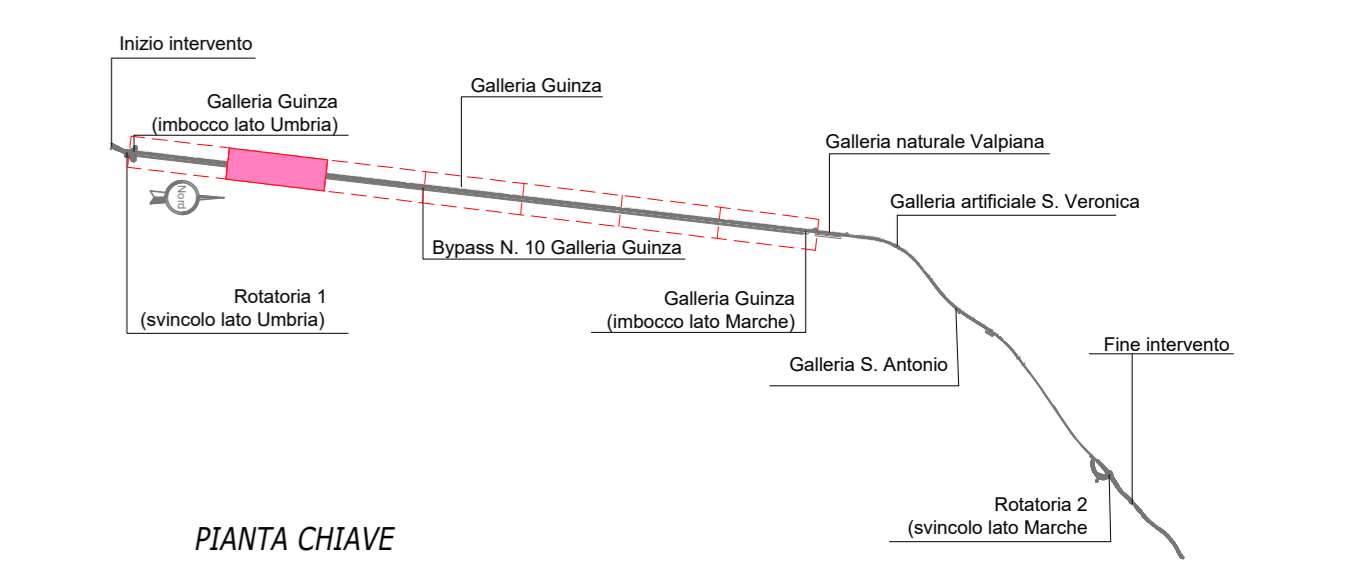 Inizio intervento
Galleria Guinza
Galleria Guinza
(imbocco lato Umbria)
Galleria naturale Valpiana
Galleria artificiale S. Veronica
Nord
Bypass N. 10 Galleria Guinza
Rotatoria 1
(svincolo lato Umbria)
Galleria Guinza
(imbocco lato Marche)
Fine intervento
Galleria S. Antonio
Rotatoria 2
(svincolo lato Marche
PIANTA CHIAVE